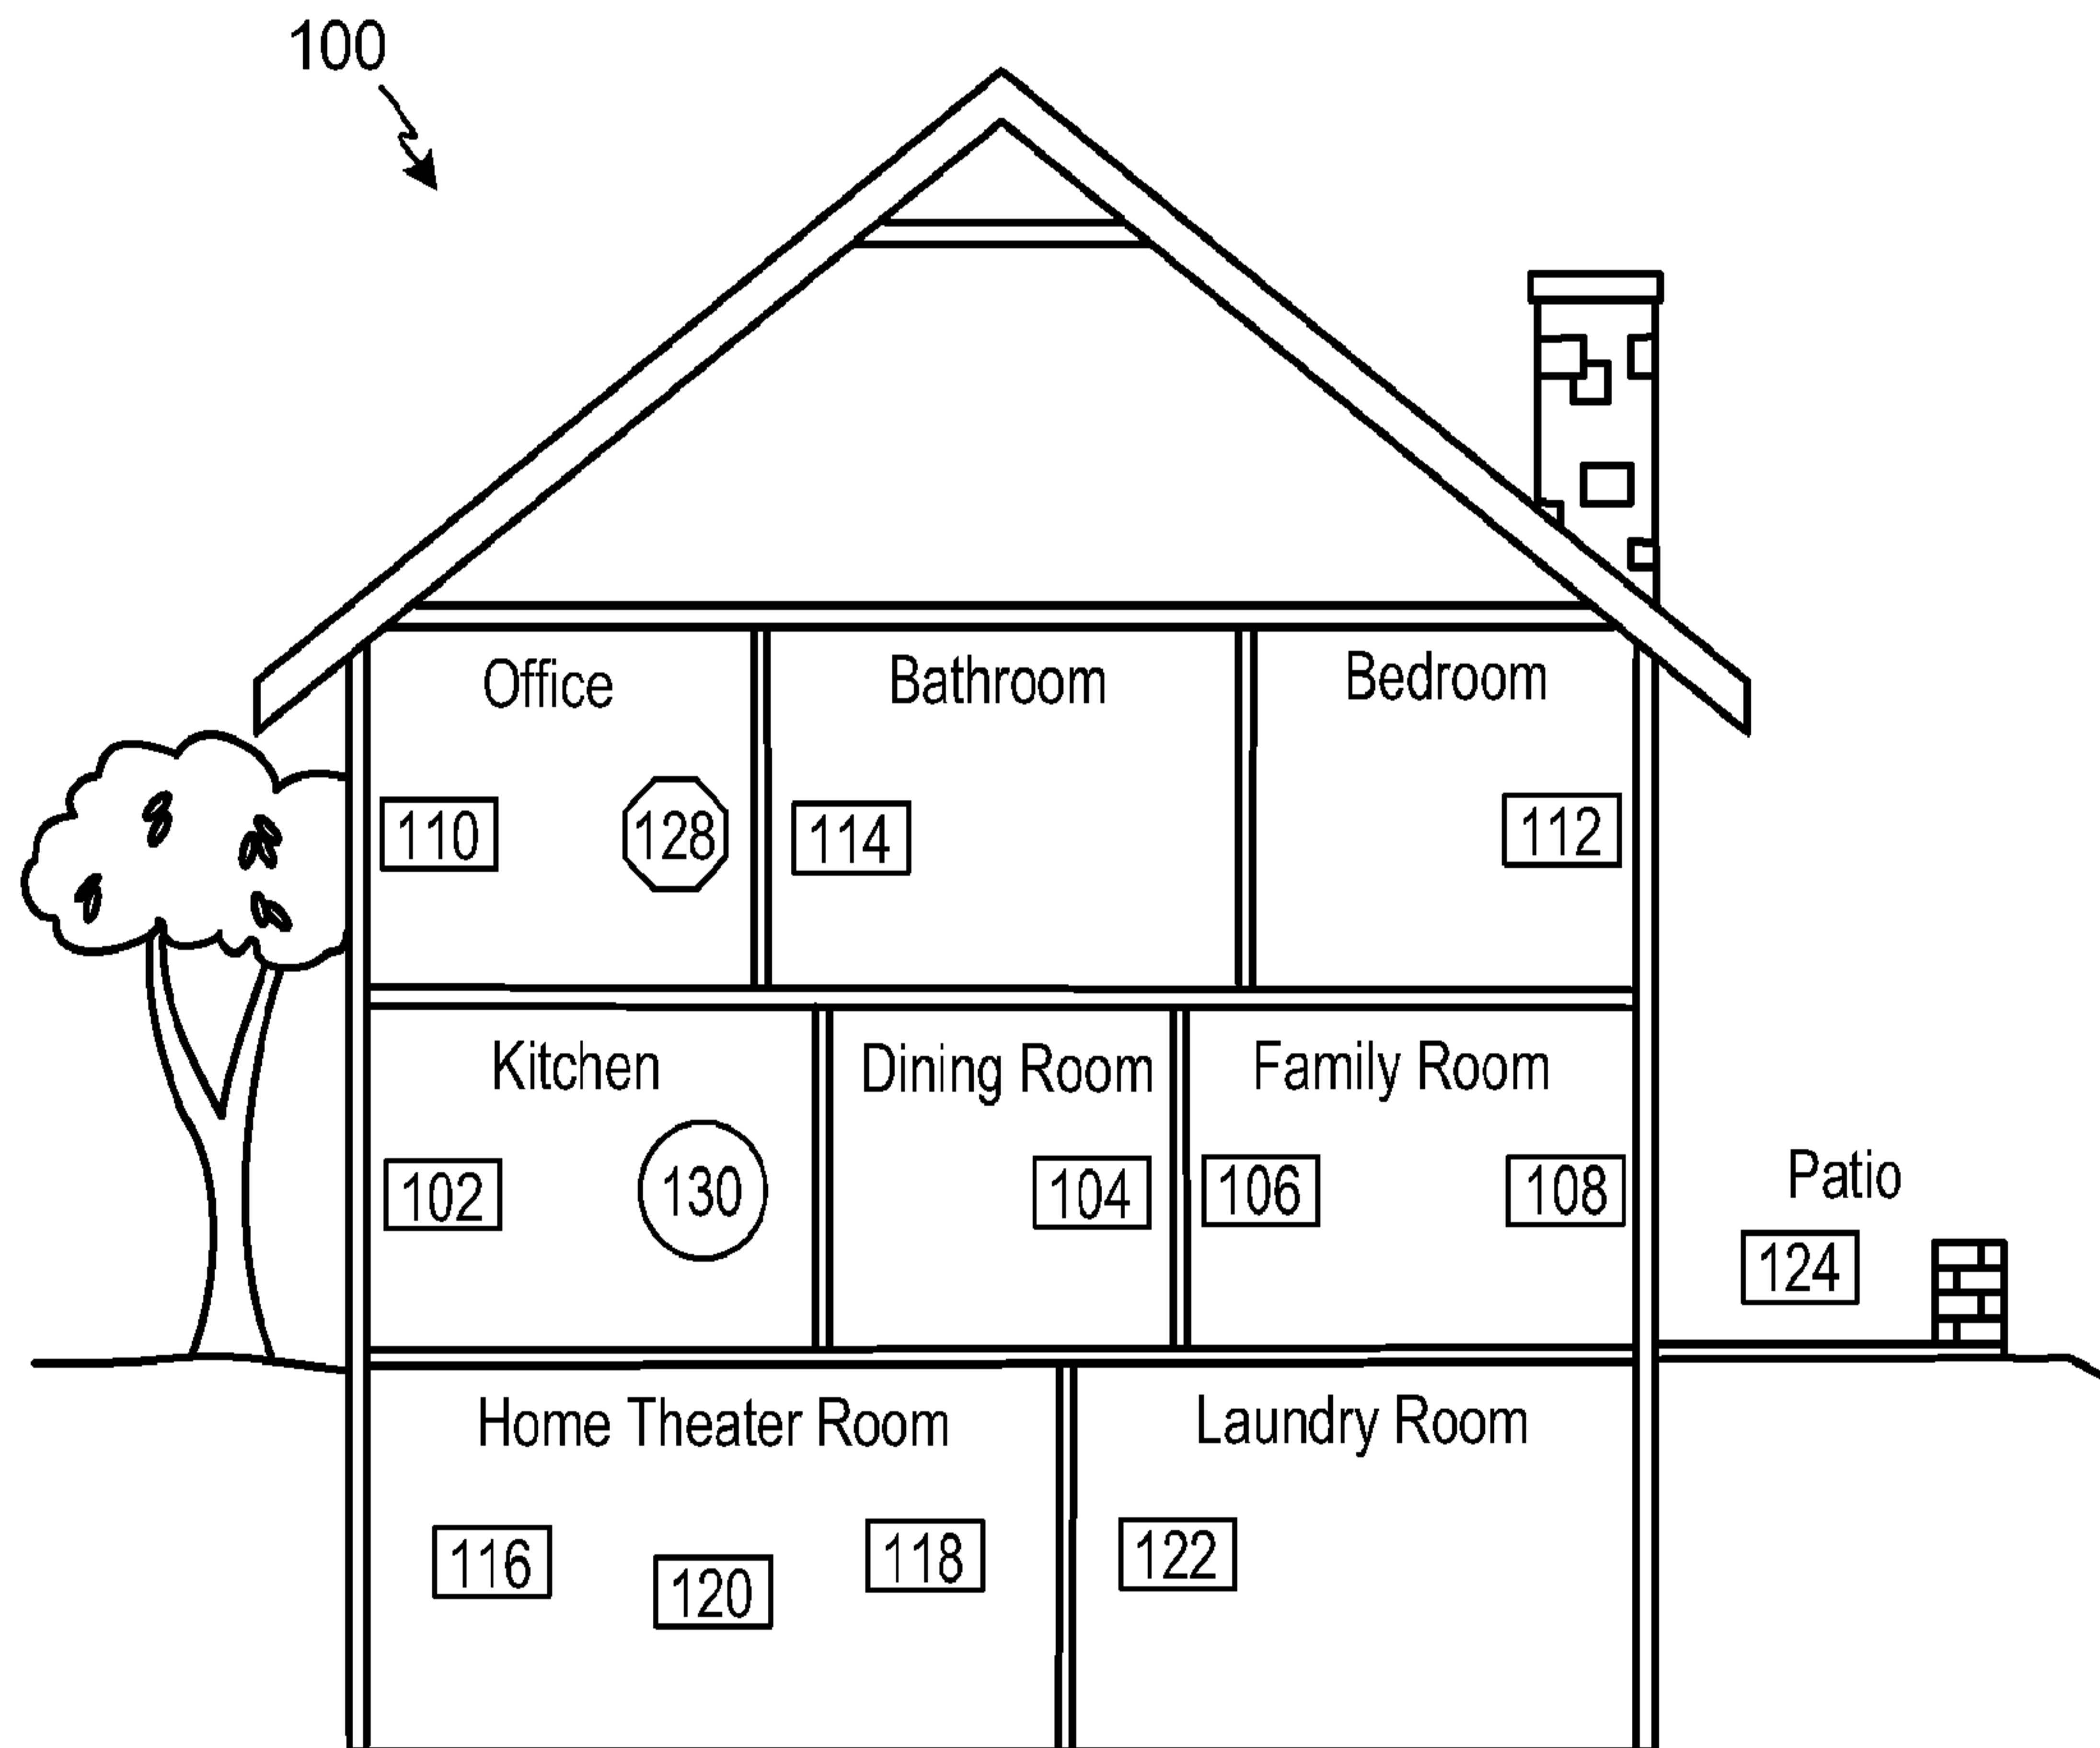 100
Office
Bathroom
Bedroom
110
128
114
112
Kitchen
Dining Room
Family Room
102
130
104
106
108
Patio
124
Home Theater Room
Laundry Room
116
120
118
122